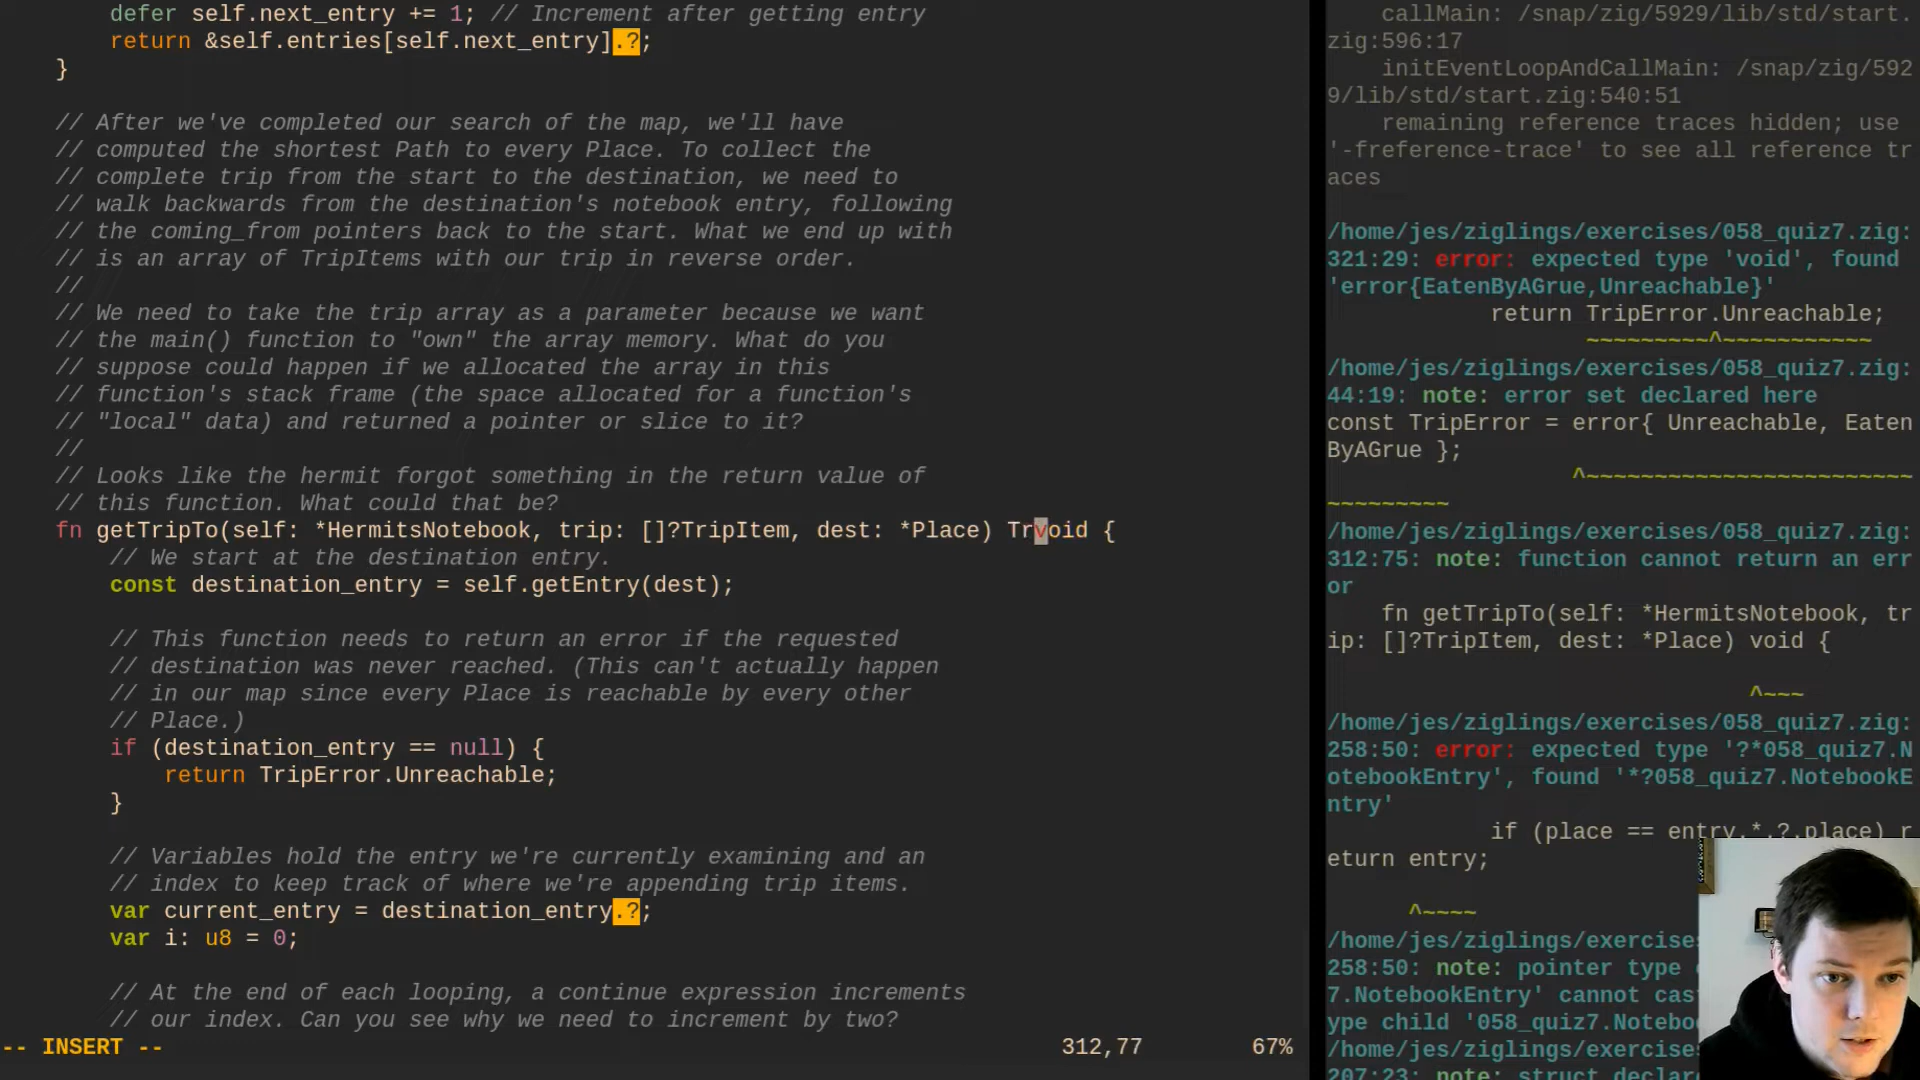 defer self.next_entry += 1; // Increment after getting entry
return &self.entries[self.next_entry].?;
}
// After we've completed our search of the map, we'll have
// computed the shortest Path to every Place. To collect the
// complete trip from the start to the destination, we need to
// walk backwards from the destination's notebook entry, following
// the coming_from pointers back to the start. What we end up with
// is an array of TripItems with our trip in reverse order.
//
// We need to take the trip array as a parameter because we want
// the main() function to "own" the array memory. What do you
// suppose could happen if we allocated the array in this
// function's stack frame (the space allocated for a function's
// "local" data) and returned a pointer or slice to it?
//
// Looks like the hermit forgot something in the return value of
// this function. What could that be?
fn getTripTo(self: *HermitsNotebook, trip: []?TripItem, dest: *Place) Trvoid {
// We start at the destination entry.
const destination_entry = self.getEntry(dest);
// This function needs to return an error if the requested
// destination was never reached. (This can't actually happen
// in our map since every Place is reachable by every other
// Place.)
if (destination_entry == null) {
return TripError.Unreachable;
}
// Variables hold the entry we're currently examining and an
// index to keep track of where we're appending trip items.
var current_entry = destination_entry.?;
var i: u8 = 0;
// At the end of each looping, a continue expression increments
// our index. Can you see why we need to increment by two?
-- INSERT --
312,77
67%
callMain: /snap/zig/5929/lib/std/start.
zig:596:17
initEventLoopAndCallMain: /snap/zig/592
9/lib/std/start.zig:540:51
remaining reference traces hidden; use
'-freference-trace' to see all reference tr
aces
/home/jes/ziglings/exercises/058_quiz7.zig:
321:29: error: expected type 'void', found
'error{EatenByAGrue,Unreachable}'
return TripError.Unreachable;
~~~~~~~~~^~~~~~~~~~~~
/home/jes/ziglings/exercises/058_quiz7.zig:
44:19: note: error set declared here
const TripError = error{ Unreachable, Eaten
ByAGrue };
^~~~~~~~~~~~~~~~~~~~~~~~~
~~~~~~~~~
/home/jes/ziglings/exercises/058_quiz7.zig:
312:75: note: function cannot return an err
or
fn getTripTo(self: *HermitsNotebook, tr
ip: []?TripItem, dest: *Place) void {
^~~~
/home/jes/ziglings/exercises/058_quiz7.zig:
258:50: error: expected type '?*058_quiz7.N
otebookEntry', found '*?058_quiz7.NotebookE
ntry'
if (place == entry.*.?.place) r
eturn entry;
^~~~~
/home/jes/ziglings/exercises
258:50: note: pointer type
7.NotebookEntry' cannot cas
ype child '058_quiz7.Notebo
/home/jes/ziglings/exercises
207:23: note: struct declar